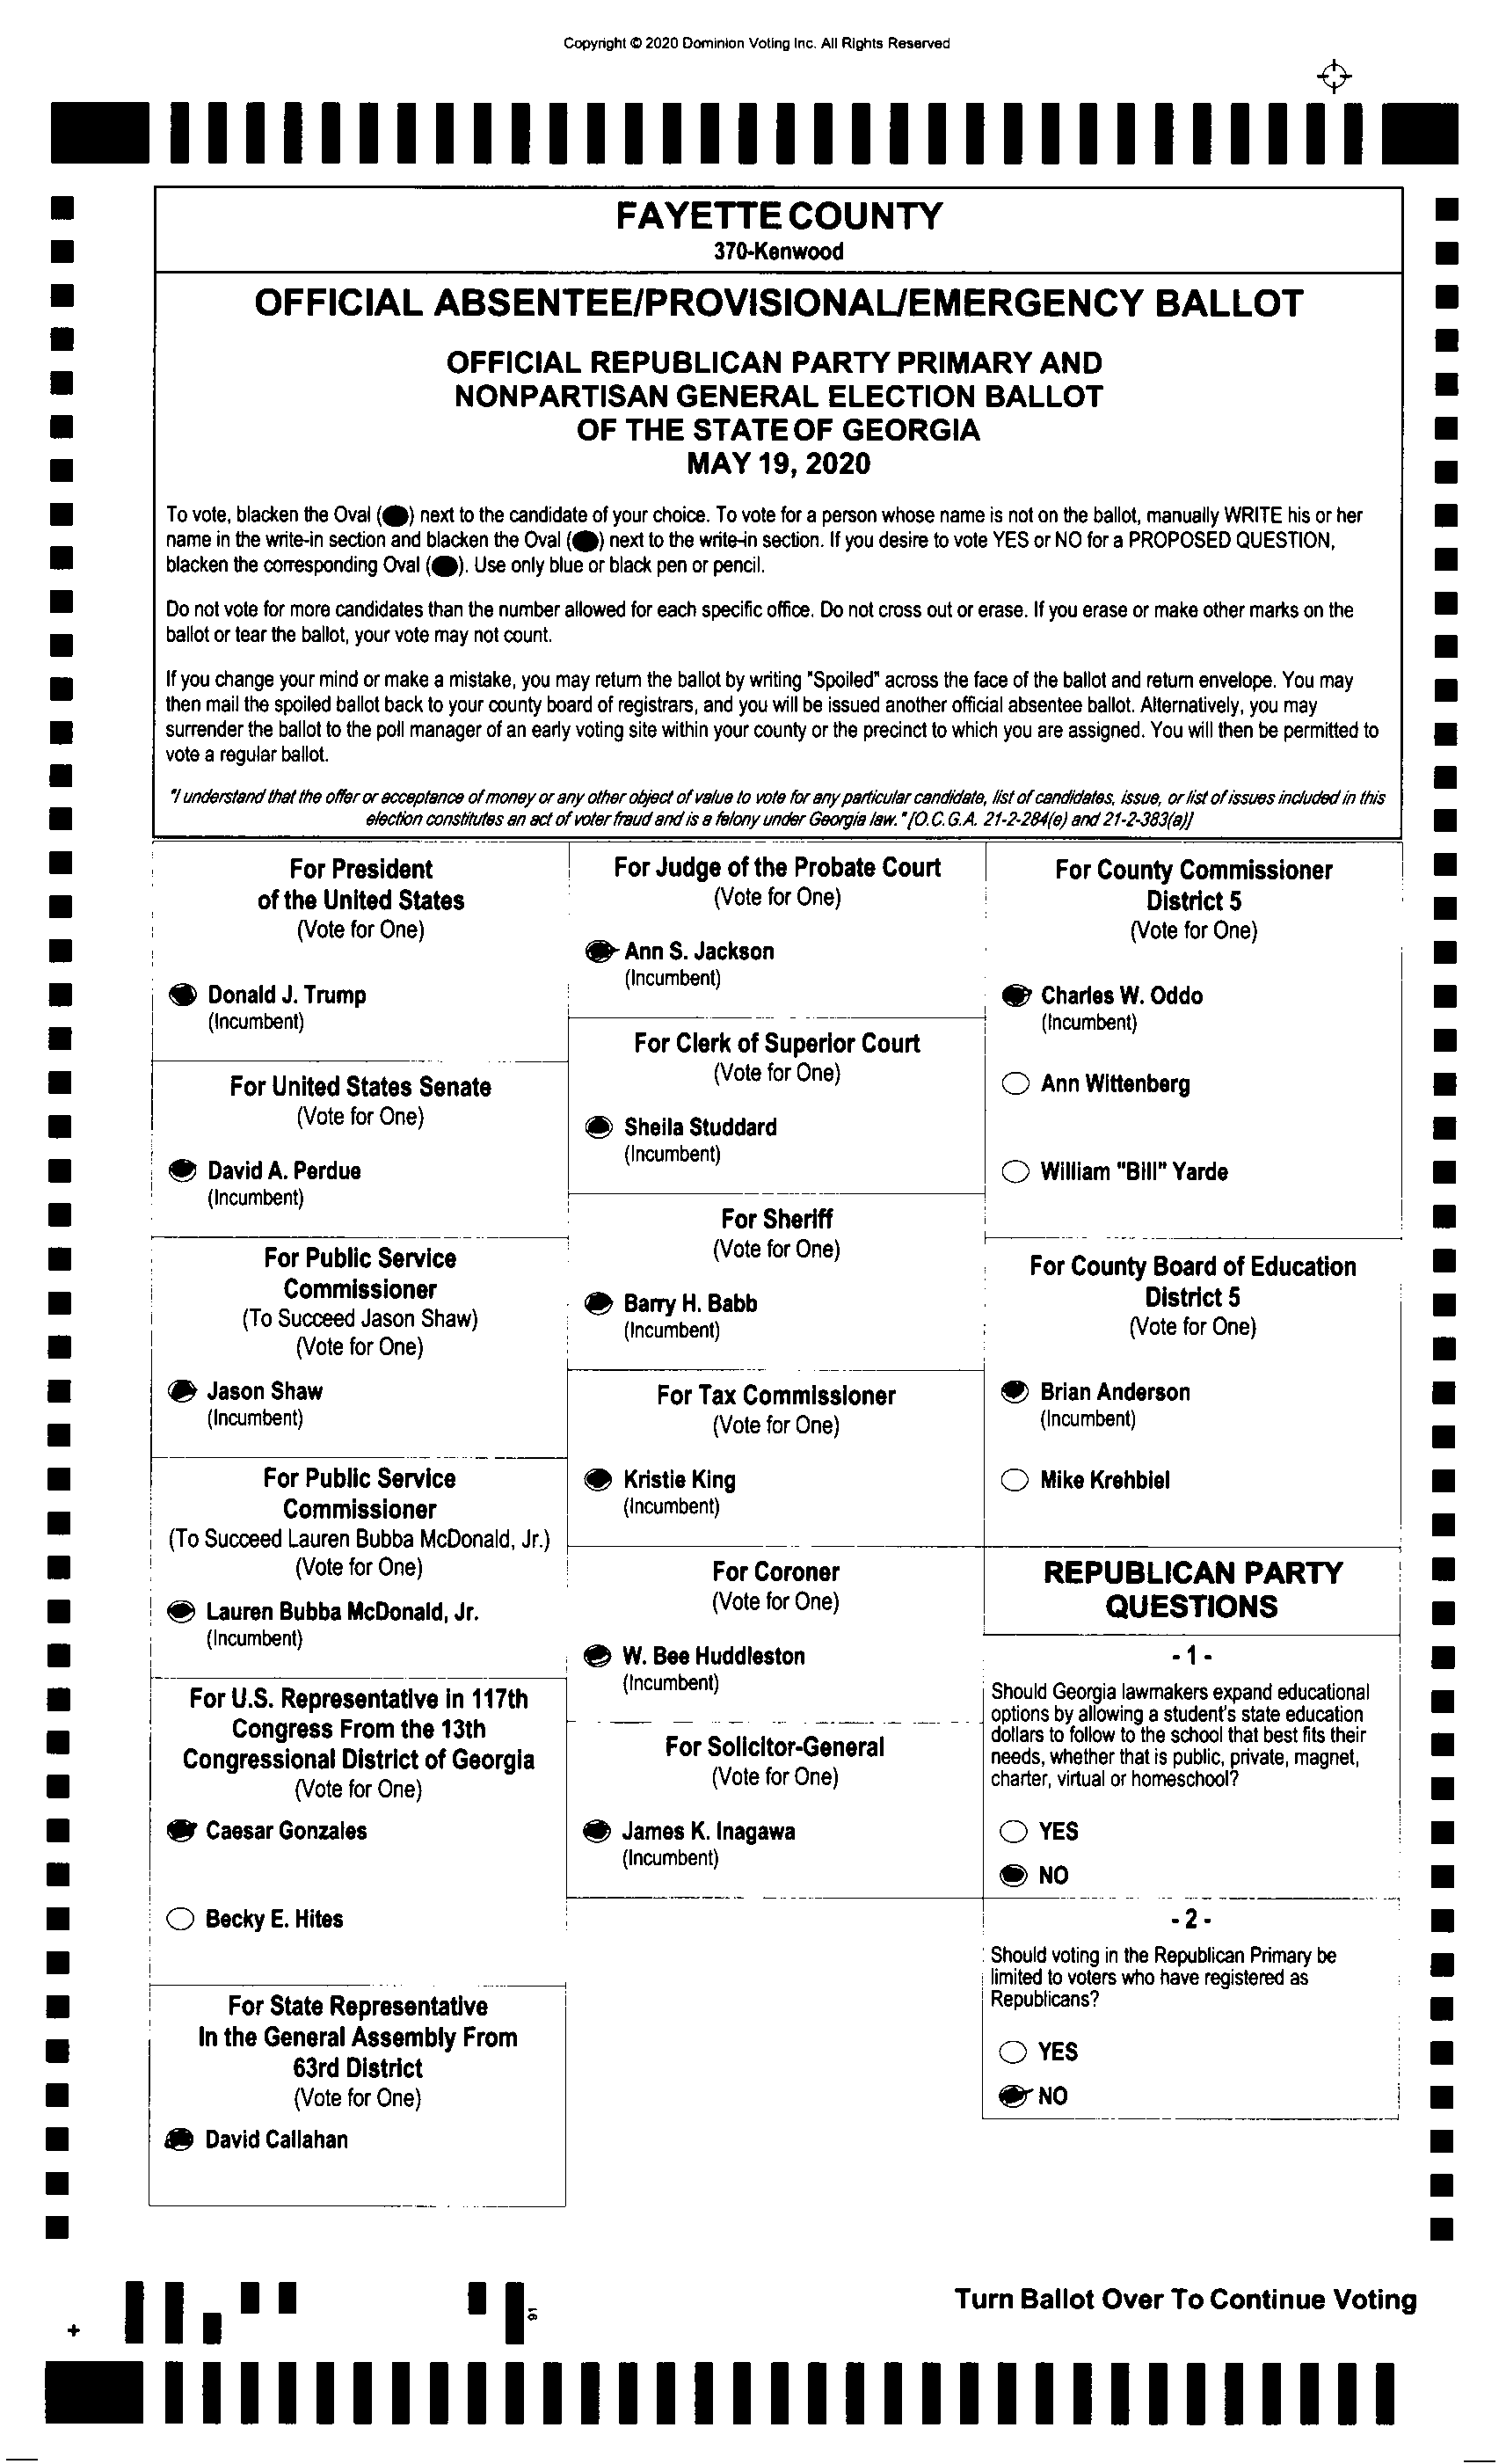 Copyright © 2020 Dominion Voting Inc. All Rights Reserved
FAYETTE COUNTY
370-Kenwood
OFFICIAL ABSENTEE/PROVISIONAL/EMERGENCY BALLOT
OFFICIAL REPUBLICAN PARTY PRIMARY AND
NONPARTISAN GENERAL ELECTION BALLOT
OF THE STATE OF GEORGIA
MAY 19, 2020
To vote, blacken the Oval ( ) next to the candidate of your choice. To vote for a person whose name is not on the ballot, manually WRITE his or her
name in the write-in section and blacken the Oval ( ) next to the write-in section. If you desire to vote YES or NO for a PROPOSED QUESTION,
blacken the corresponding Oval ( ). Use only blue or black pen or pencil.
Do not vote for more candidates than the number allowed for each specific office. Do not cross out or erase. If you erase or make other marks on the
ballot or tear the ballot, your vote may not count.
If you change your mind or make a mistake, you may return the ballot by writing "Spoiled" across the face of the ballot and return envelope. You may
then mail the spoiled ballot back to your county board of registrars, and you will be issued another official absentee ballot. Alternatively, you may
surrender the ballot to the poll manager of an early voting site within your county or the precinct to which you are assigned. You will then be permitted to
vote a regular ballot.
"I understand that the offer or acceptance of money or any other object of value to vote for any particular candidate, list of candidates, issue, or list of issues included in this
election constitutes an act of voter fraud and is a felony under Georgia law." [O.C.G.A. 21-2-284(e) and 21-2-383(a)]
For President
of the United States
(Vote for One)
Donald J. Trump
(Incumbent)
For United States Senate
(Vote for One)
David A. Perdue
(Incumbent)
For Public Service
Commissioner
(To Succeed Jason Shaw)
(Vote for One)
Jason Shaw
(Incumbent)
For Public Service
Commissioner
(To Succeed Lauren Bubba McDonald, Jr.)
(Vote for One)
Lauren Bubba McDonald, Jr.
(Incumbent)
For U.S. Representative in 117th
Congress From the 13th
Congressional District of Georgia
(Vote for One)
Caesar Gonzales
Becky E. Hites
For State Representative
In the General Assembly From
63rd District
(Vote for One)
David Callahan
For Judge of the Probate Court
(Vote for One)
Ann S. Jackson
(Incumbent)
For Clerk of Superior Court
(Vote for One)
Sheila Studdard
(Incumbent)
For Sheriff
(Vote for One)
Barry H. Babb
(Incumbent)
For Tax Commissioner
(Vote for One)
Kristie King
(Incumbent)
For Coroner
(Vote for One)
W. Bee Huddleston
(Incumbent)
For Solicitor-General
(Vote for One)
James K. Inagawa
(Incumbent)
For County Commissioner
District 5
(Vote for One)
Charles W. Oddo
(Incumbent)
Ann Wittenberg
William "Bill" Yarde
For County Board of Education
District 5
(Vote for One)
Brian Anderson
(Incumbent)
Mike Krehbiel
REPUBLICAN PARTY
QUESTIONS
- 1 -
Should Georgia lawmakers expand educational
options by allowing a student's state education
dollars to follow to the school that best fits their
needs, whether that is public, private, magnet,
charter, virtual or homeschool?
YES
NO
- 2 -
Should voting in the Republican Primary be
limited to voters who have registered as
Republicans?
YES
NO
91
Turn Ballot Over To Continue Voting